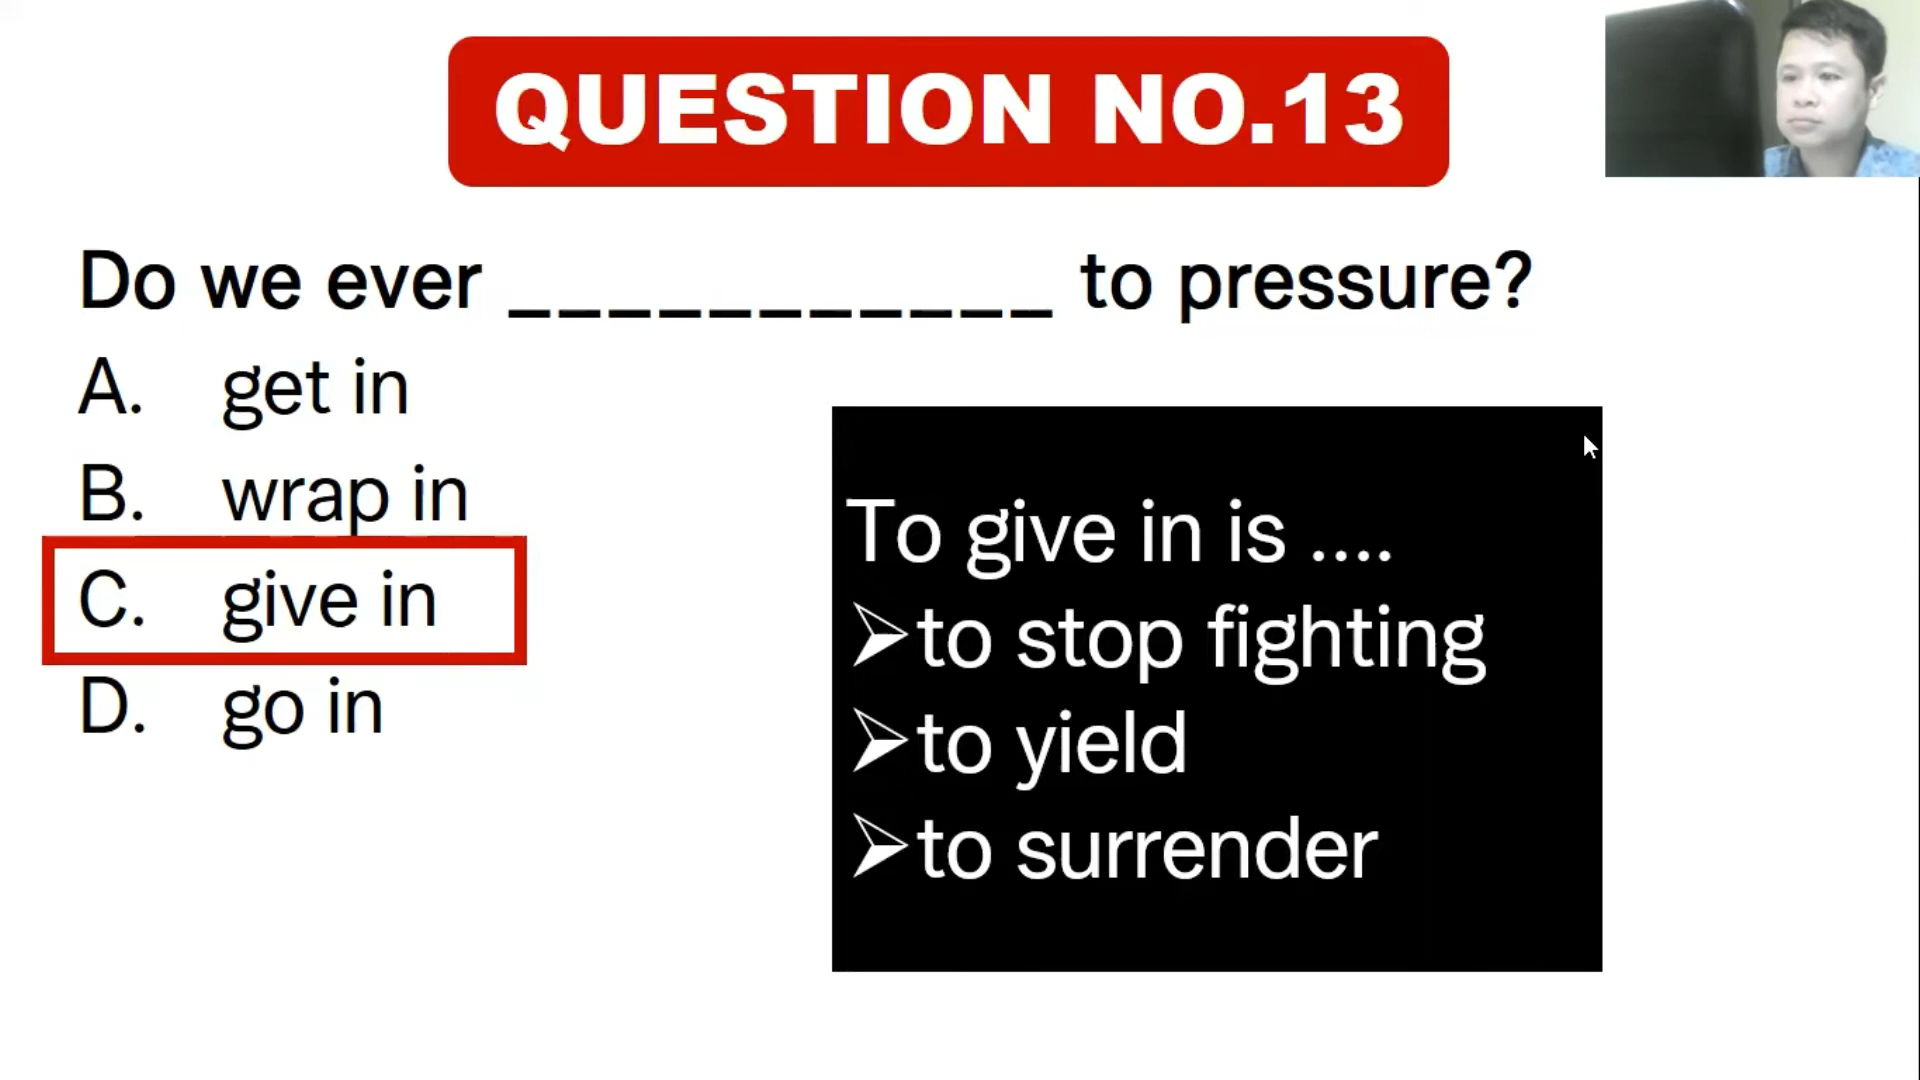 QUESTION NO.13
Do we ever ___________ to pressure?
A. get in
B. wrap in
C. give in
D. go in
To give in is ....
➢to stop fighting
➢to yield
➢to surrender